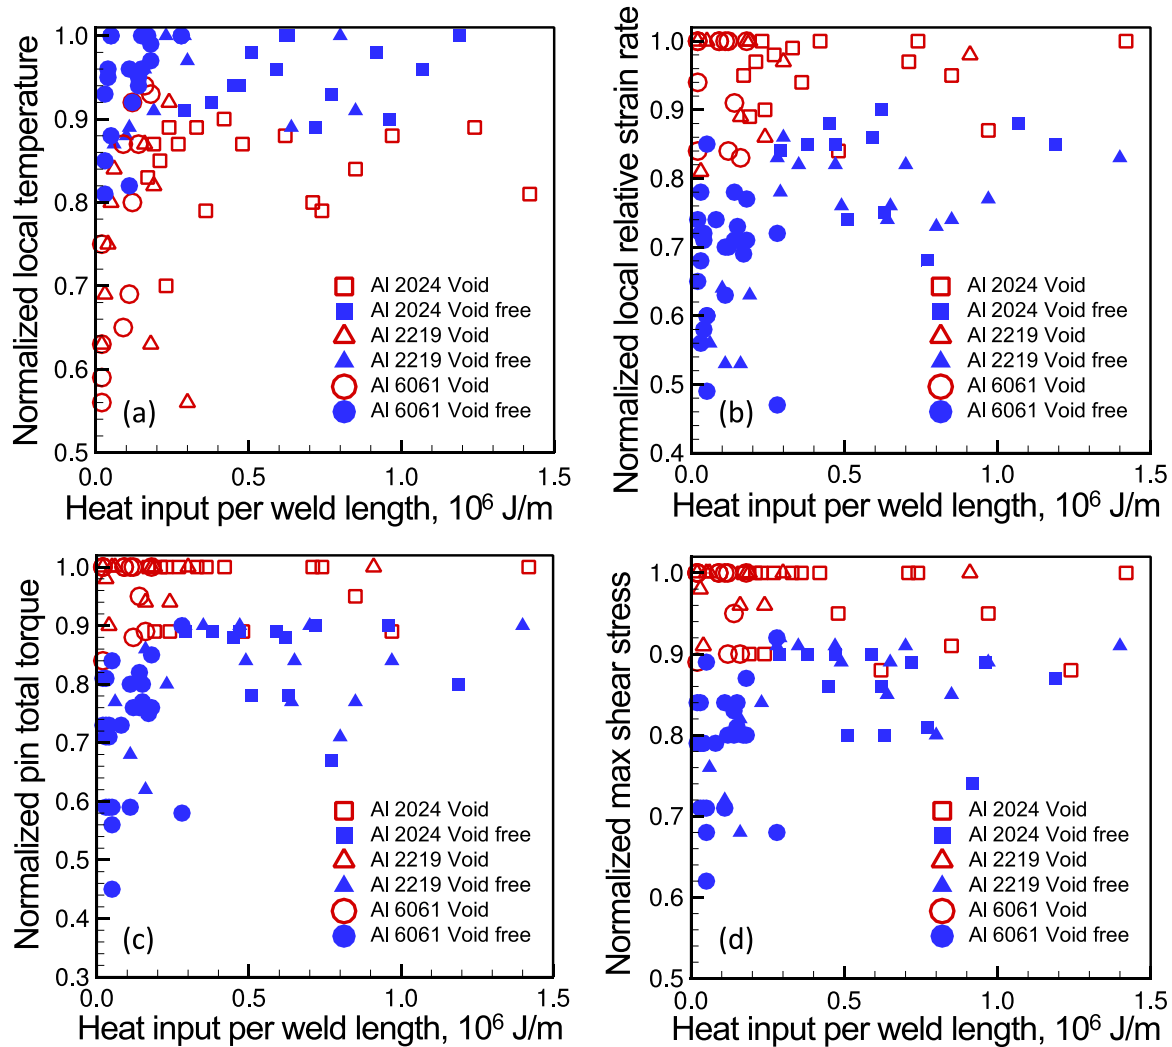 (a)
Normalized local temperature
1.0
0.9
0.8
0.7
0.6
0.5
Al 2024 Void
Al 2024 Void free
Al 2219 Void
Al 2219 Void free
Al 6061 Void
Al 6061 Void free
0.0 0.5 1.0 1.5
Heat input per weld length, 10⁶ J/m
(b)
Normalized local relative strain rate
1.0
0.9
0.8
0.7
0.6
0.5
0.4
Al 2024 Void
Al 2024 Void free
Al 2219 Void
Al 2219 Void free
Al 6061 Void
Al 6061 Void free
0.0 0.5 1.0 1.5
Heat input per weld length, 10⁶ J/m
(c)
Normalized pin total torque
1.0
0.9
0.8
0.7
0.6
0.5
0.4
0.3
Al 2024 Void
Al 2024 Void free
Al 2219 Void
Al 2219 Void free
Al 6061 Void
Al 6061 Void free
0.0 0.5 1.0 1.5
Heat input per weld length, 10⁶ J/m
(d)
Normalized max shear stress
1.0
0.9
0.8
0.7
0.6
0.5
Al 2024 Void
Al 2024 Void free
Al 2219 Void
Al 2219 Void free
Al 6061 Void
Al 6061 Void free
0.0 0.5 1.0 1.5
Heat input per weld length, 10⁶ J/m